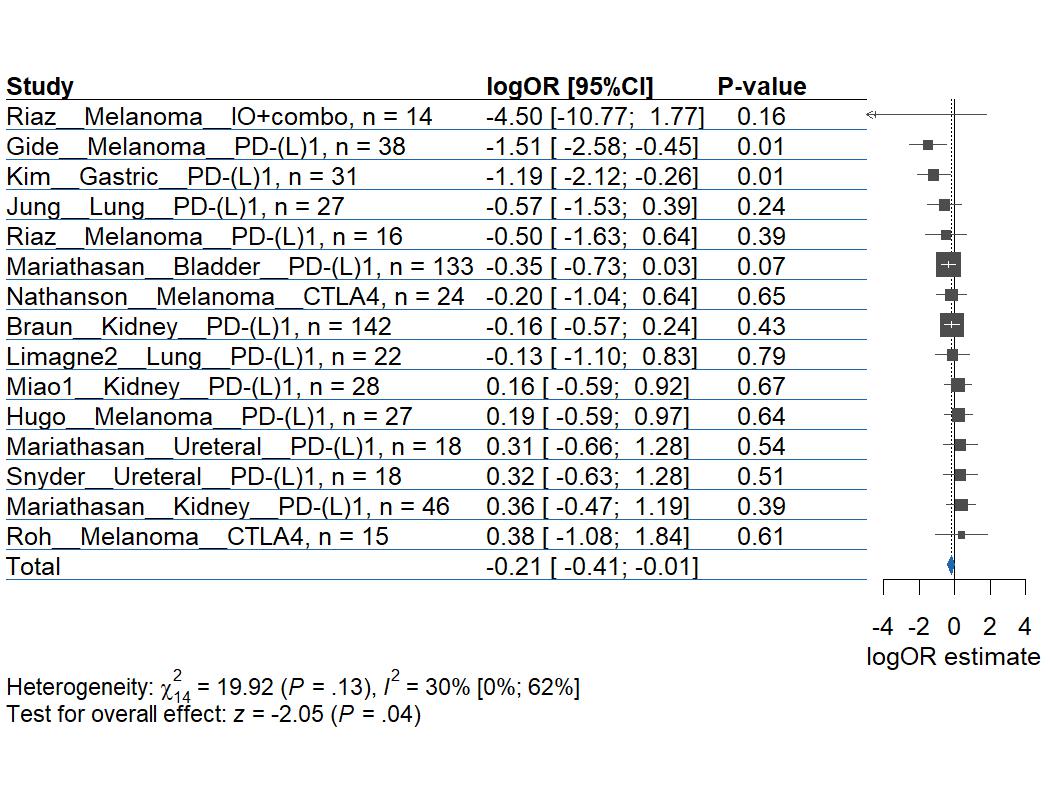 Study logOR [95%CI] P-value
Riaz__Melanoma__IO+combo, n = 14 -4.50 [-10.77; 1.77] 0.16
Gide__Melanoma__PD-(L)1, n = 38 -1.51 [ -2.58; -0.45] 0.01
Kim__Gastric__PD-(L)1, n = 31 -1.19 [ -2.12; -0.26] 0.01
Jung__Lung__PD-(L)1, n = 27 -0.57 [ -1.53; 0.39] 0.24
Riaz__Melanoma__PD-(L)1, n = 16 -0.50 [ -1.63; 0.64] 0.39
Mariathasan__Bladder__PD-(L)1, n = 133 -0.35 [ -0.73; 0.03] 0.07
Nathanson__Melanoma__CTLA4, n = 24 -0.20 [ -1.04; 0.64] 0.65
Braun__Kidney__PD-(L)1, n = 142 -0.16 [ -0.57; 0.24] 0.43
Limagne2__Lung__PD-(L)1, n = 22 -0.13 [ -1.10; 0.83] 0.79
Miao1__Kidney__PD-(L)1, n = 28 0.16 [ -0.59; 0.92] 0.67
Hugo__Melanoma__PD-(L)1, n = 27 0.19 [ -0.59; 0.97] 0.64
Mariathasan__Ureteral__PD-(L)1, n = 18 0.31 [ -0.66; 1.28] 0.54
Snyder__Ureteral__PD-(L)1, n = 18 0.32 [ -0.63; 1.28] 0.51
Mariathasan__Kidney__PD-(L)1, n = 46 0.36 [ -0.47; 1.19] 0.39
Roh__Melanoma__CTLA4, n = 15 0.38 [ -1.08; 1.84] 0.61
Total -0.21 [ -0.41; -0.01]
-4 -2 0 2 4
logOR estimate
Heterogeneity: χ²₁₄ = 19.92 (P = .13), I² = 30% [0%; 62%]
Test for overall effect: z = -2.05 (P = .04)